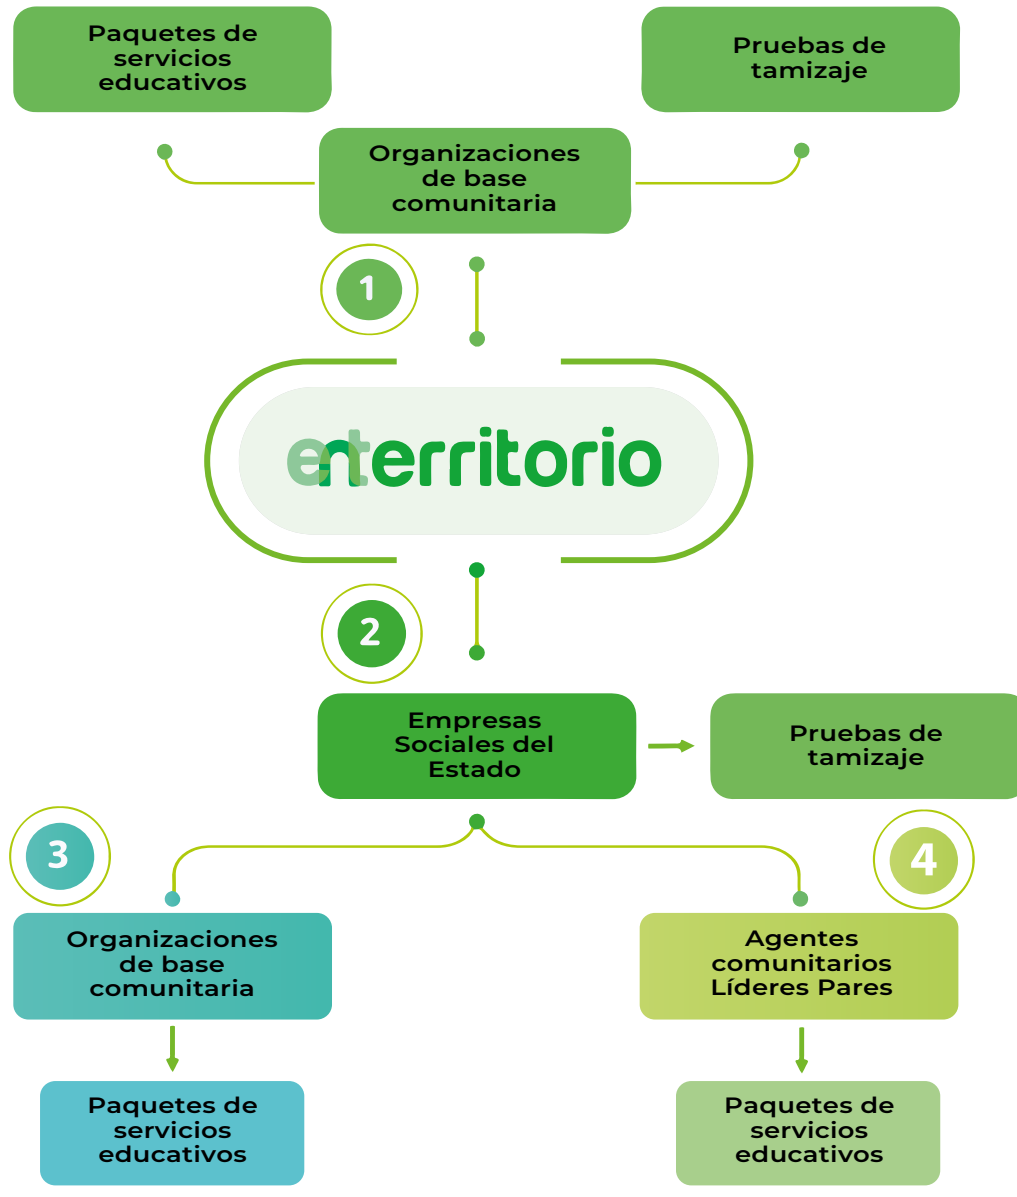 Paquetes de
servicios
educativos
Pruebas de
tamizaje
Organizaciones
de base
comunitaria
1
enterritorio
2
Empresas
Sociales del
Estado
Pruebas de
tamizaje
3
4
Organizaciones
de base
comunitaria
Agentes
comunitarios
Líderes Pares
Paquetes de
servicios
educativos
Paquetes de
servicios
educativos